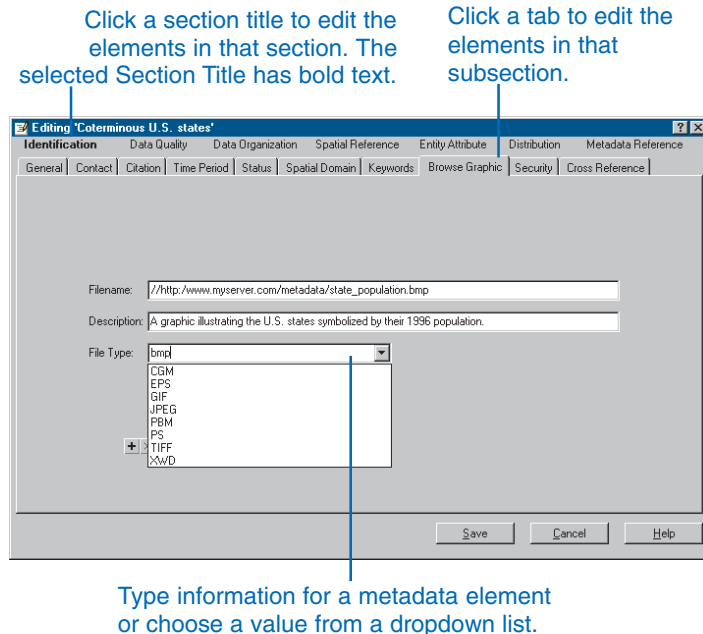 Click a section title to edit the
elements in that section. The
selected Section Title has bold text.
Click a tab to edit the
elements in that
subsection.
Editing 'Coterminous U.S. states'
Identification Data Quality Data Organization Spatial Reference Entity Attribute Distribution Metadata Reference
General Contact Citation Time Period Status Spatial Domain Keywords Browse Graphic Security Cross Reference
Filename: //http:/www.myserver.com/metadata/state_population.bmp
Description: A graphic illustrating the U.S. states symbolized by their 1996 population.
File Type: bmp
CGM
EPS
GIF
JPEG
PBM
PS
TIFF
XWD
Save Cancel Help
Type information for a metadata element
or choose a value from a dropdown list.